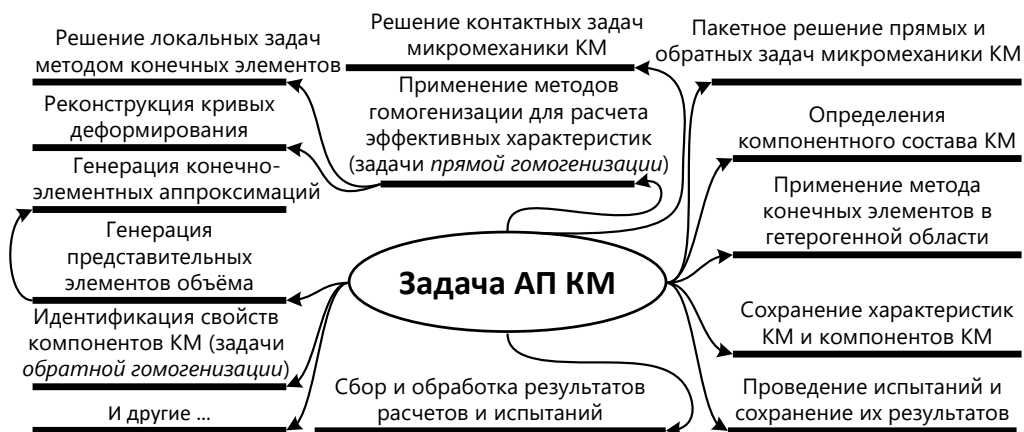 Решение локальных задач
методом конечных элементов
Реконструкция кривых
деформирования
Генерация конечно-
элементных аппроксимаций
Генерация
представительных
элементов объёма
Идентификация свойств
компонентов КМ (задачи
обратной гомогенизации)
И другие ...
Решение контактных задач
микромеханики КМ
Применение методов
гомогенизации для расчета
эффективных характеристик
(задачи прямой гомогенизации)
Задача АП КМ
Сбор и обработка результатов
расчетов и испытаний
Пакетное решение прямых и
обратных задач микромеханики КМ
Определения
компонентного состава КМ
Применение метода
конечных элементов в
гетерогенной области
Сохранение характеристик
КМ и компонентов КМ
Проведение испытаний и
сохранение их результатов